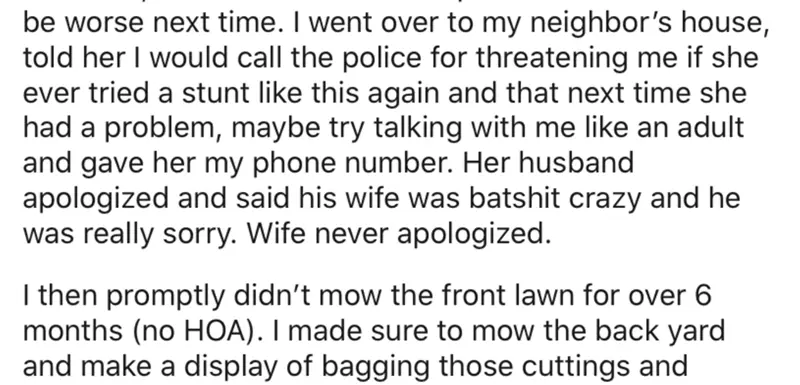 be worse next time. I went over to my neighbor's house,
told her I would call the police for threatening me if she
ever tried a stunt like this again and that next time she
had a problem, maybe try talking with me like an adult
and gave her my phone number. Her husband
apologized and said his wife was batshit crazy and he
was really sorry. Wife never apologized.
I then promptly didn't mow the front lawn for over 6
months (no HOA). I made sure to mow the back yard
and make a display of bagging those cuttings and